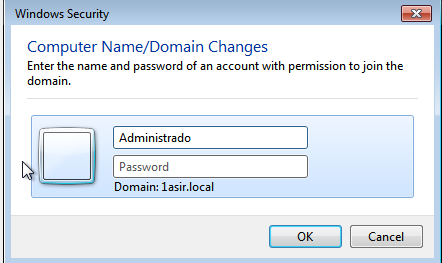 Windows Security
Computer Name/Domain Changes
Enter the name and password of an account with permission to join the
domain.
Administrado
Password
Domain: 1asir.local
OK
Cancel